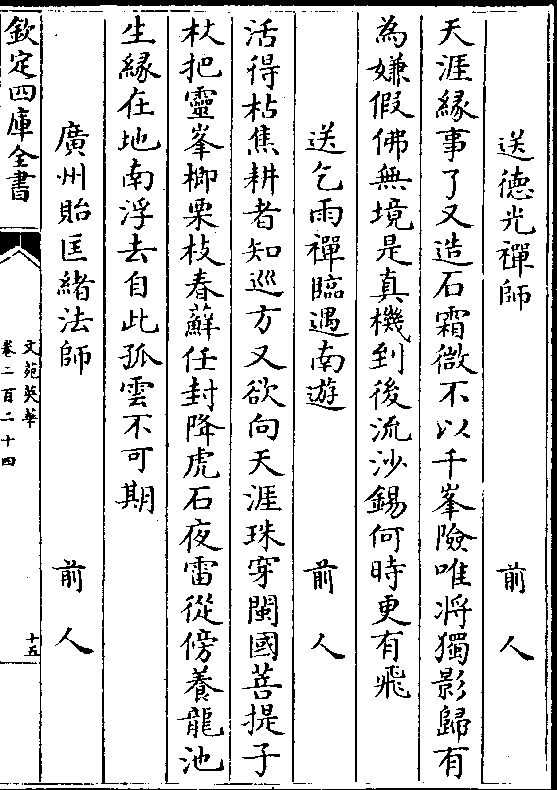 送德光禪師　前人
天涯緣事了又造石霜微不以千峯險唯將獨影歸有
為嫌假佛無境是真機到後流沙錫何時更有飛
送乞雨禪臨遇南遊　前人
活得枯焦耕者知巡方又欲向天涯珠穿閩國菩提子
杖把靈峯楖栗枝春蘚任封降虎石夜雷從傍養龍池
生緣在地南浮去自此孤雲不可期
廣州貽匡緒法師　前人
欽定四庫全書
文苑英華
卷二百二十四
十五